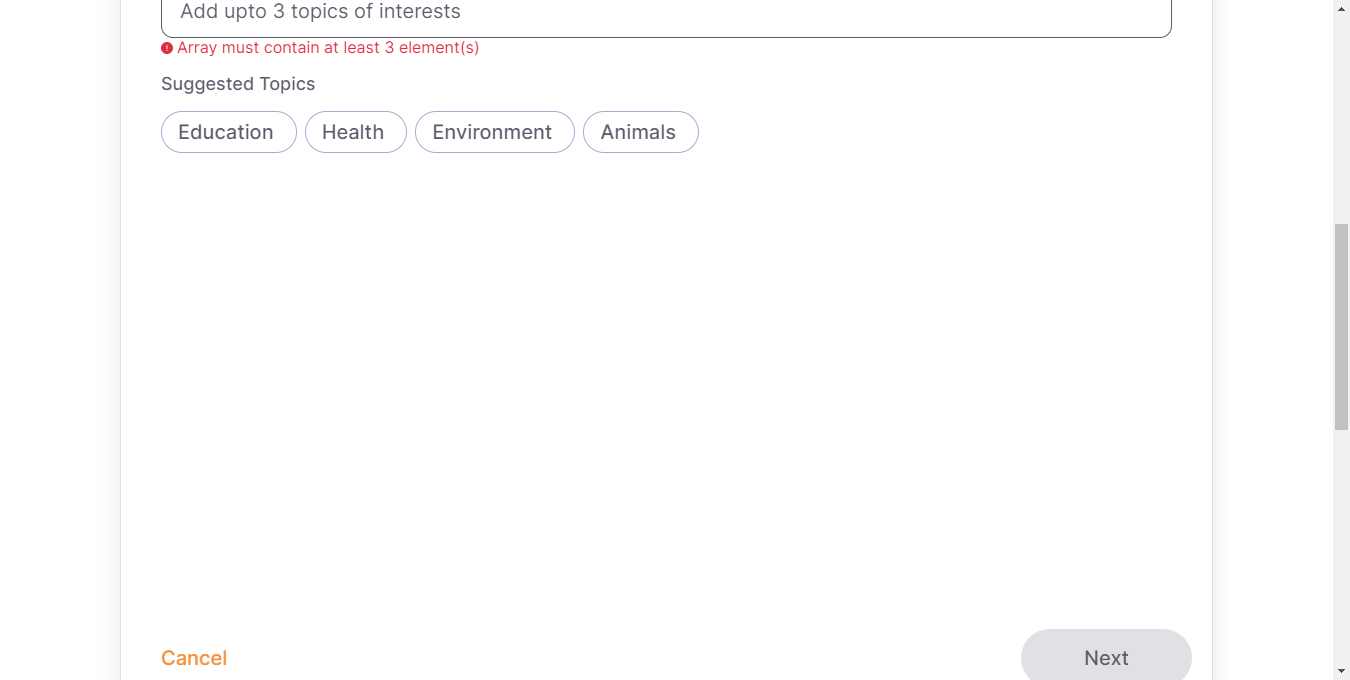 Add upto 3 topics of interests
Array must contain at least 3 element(s)
Suggested Topics
Education Health Environment Animals
Cancel Next